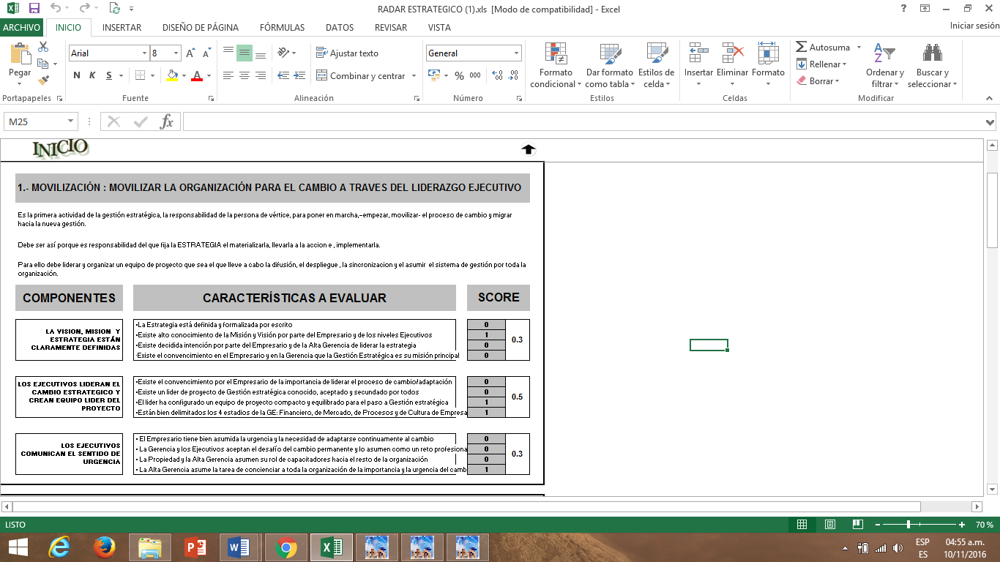 RADAR ESTRATEGICO (1).xls [Modo de compatibilidad] - Excel
ARCHIVO INICIO INSERTAR DISEÑO DE PÁGINA FÓRMULAS DATOS REVISAR VISTA Iniciar sesión
Pegar
Arial 8
N K S
Ajustar texto
Combinar y centrar
General
% 000
Formato condicional
Dar formato como tabla
Estilos de celda
Insertar Eliminar Formato
Autosuma
Rellenar
Borrar
Ordenar y filtrar
Buscar y seleccionar
Portapapeles Fuente Alineación Número Estilos Celdas Modificar
M25 fx
INICIO
1.- MOVILIZACIÓN : MOVILIZAR LA ORGANIZACIÓN PARA EL CAMBIO A TRAVES DEL LIDERAZGO EJECUTIVO
Es la primera actividad de la gestión estratégica, la responsabilidad de la persona de vértice, para poner en marcha,–empezar, movilizar- el proceso de cambio y migrar
hacia la nueva gestión.
Debe ser así porque es responsabilidad del que fija la ESTRATEGIA el materializarla, llevarla a la accion e , implementarla.
Para ello debe liderar y organizar un equipo de proyecto que sea el que lleve a cabo la difusión, el despliegue , la sincronizacion y el asumir el sistema de gestión por toda la
organización.
COMPONENTES CARACTERÍSTICAS A EVALUAR SCORE
LA VISION, MISION Y
ESTRATEGIA ESTÁN
CLARAMENTE DEFINIDAS
•La Estrategia está definida y formalizada por escrito 0
•Existe alto conocimiento de la Misión y Visión por parte del Empresario y de los niveles Ejecutivos 1
•Existe decidida intención por parte del Empresario y de la Alta Gerencia de liderar la estrategia 0
•Existe el convencimiento en el Empresario y en la Gerencia que la Gestión Estratégica es su misión principal 0
0.3
LOS EJECUTIVOS LIDERAN EL
CAMBIO ESTRATEGICO Y
CREAN EQUIPO LIDER DEL
PROYECTO
•Existe el convencimiento por el Empresario de la importancia de liderar el proceso de cambio/adaptación 0
•Existe un lider de proyecto de Gestión estratégica conocido, aceptado y secundado por todos 0
•El lider ha configurado un equipo de proyecto compacto y equilibrado para el paso a Gestión estratégica 1
•Están bien delimitados los 4 estadios de la GE: Financiero, de Mercado, de Procesos y de Cultura de Empresa 1
0.5
LOS EJECUTIVOS
COMUNICAN EL SENTIDO DE
URGENCIA
• El Empresario tiene bien asumida la urgencia y la necesidad de adaptarse continuamente al cambio 0
• La Gerencia y los Ejecutivos aceptan el desafío del cambio permanente y lo asumen como un reto profesiona 0
• La Propiedad y la Alta Gerencia asumen su rol de capacitadores hacia el resto de la organización 0
• La Alta Gerencia asume la tarea de concienciar a toda la organización de la importancia y la urgencia del camb 1
0.3
LISTO 70 %
ESP 04:55 a.m.
ES 10/11/2016